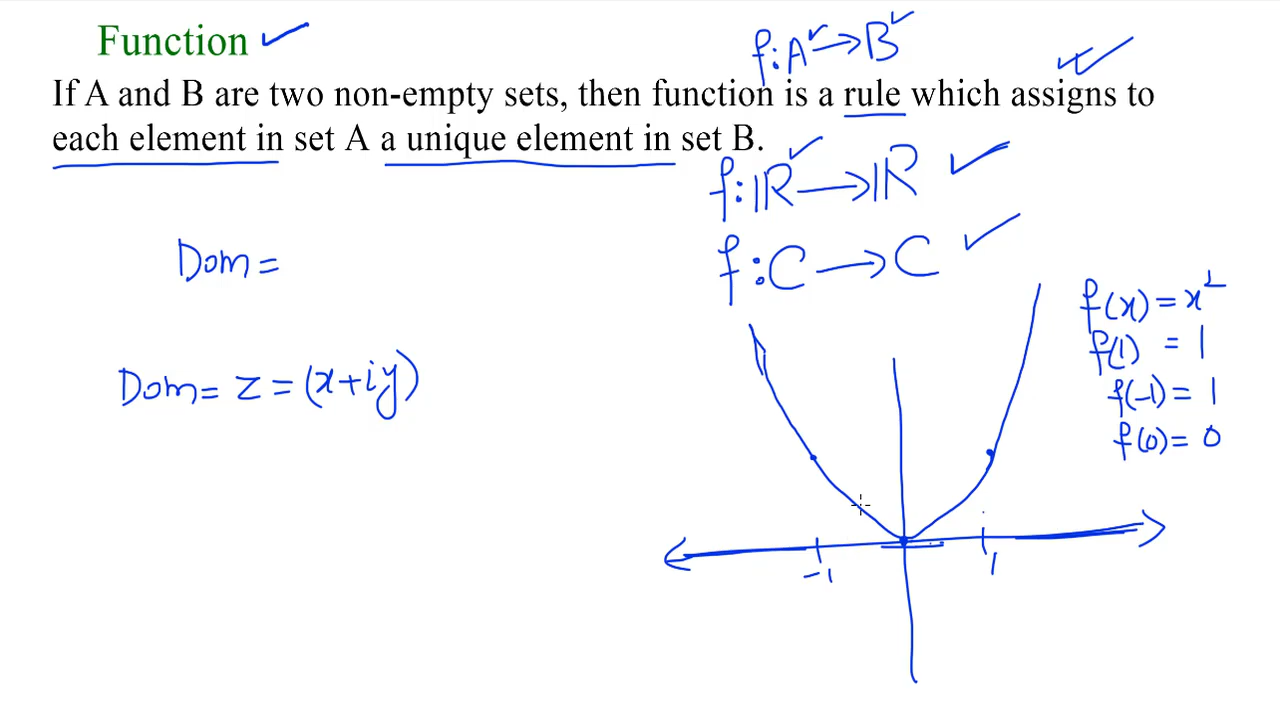 Function
f: A → B
If A and B are two non-empty sets, then function is a rule which assigns to
each element in set A a unique element in set B.
f: ℝ → ℝ
Dom =
f: C → C
f(x) = x²
f(1) = 1
Dom = z = (x+iy)
f(-1) = 1
f(0) = 0
-1
1